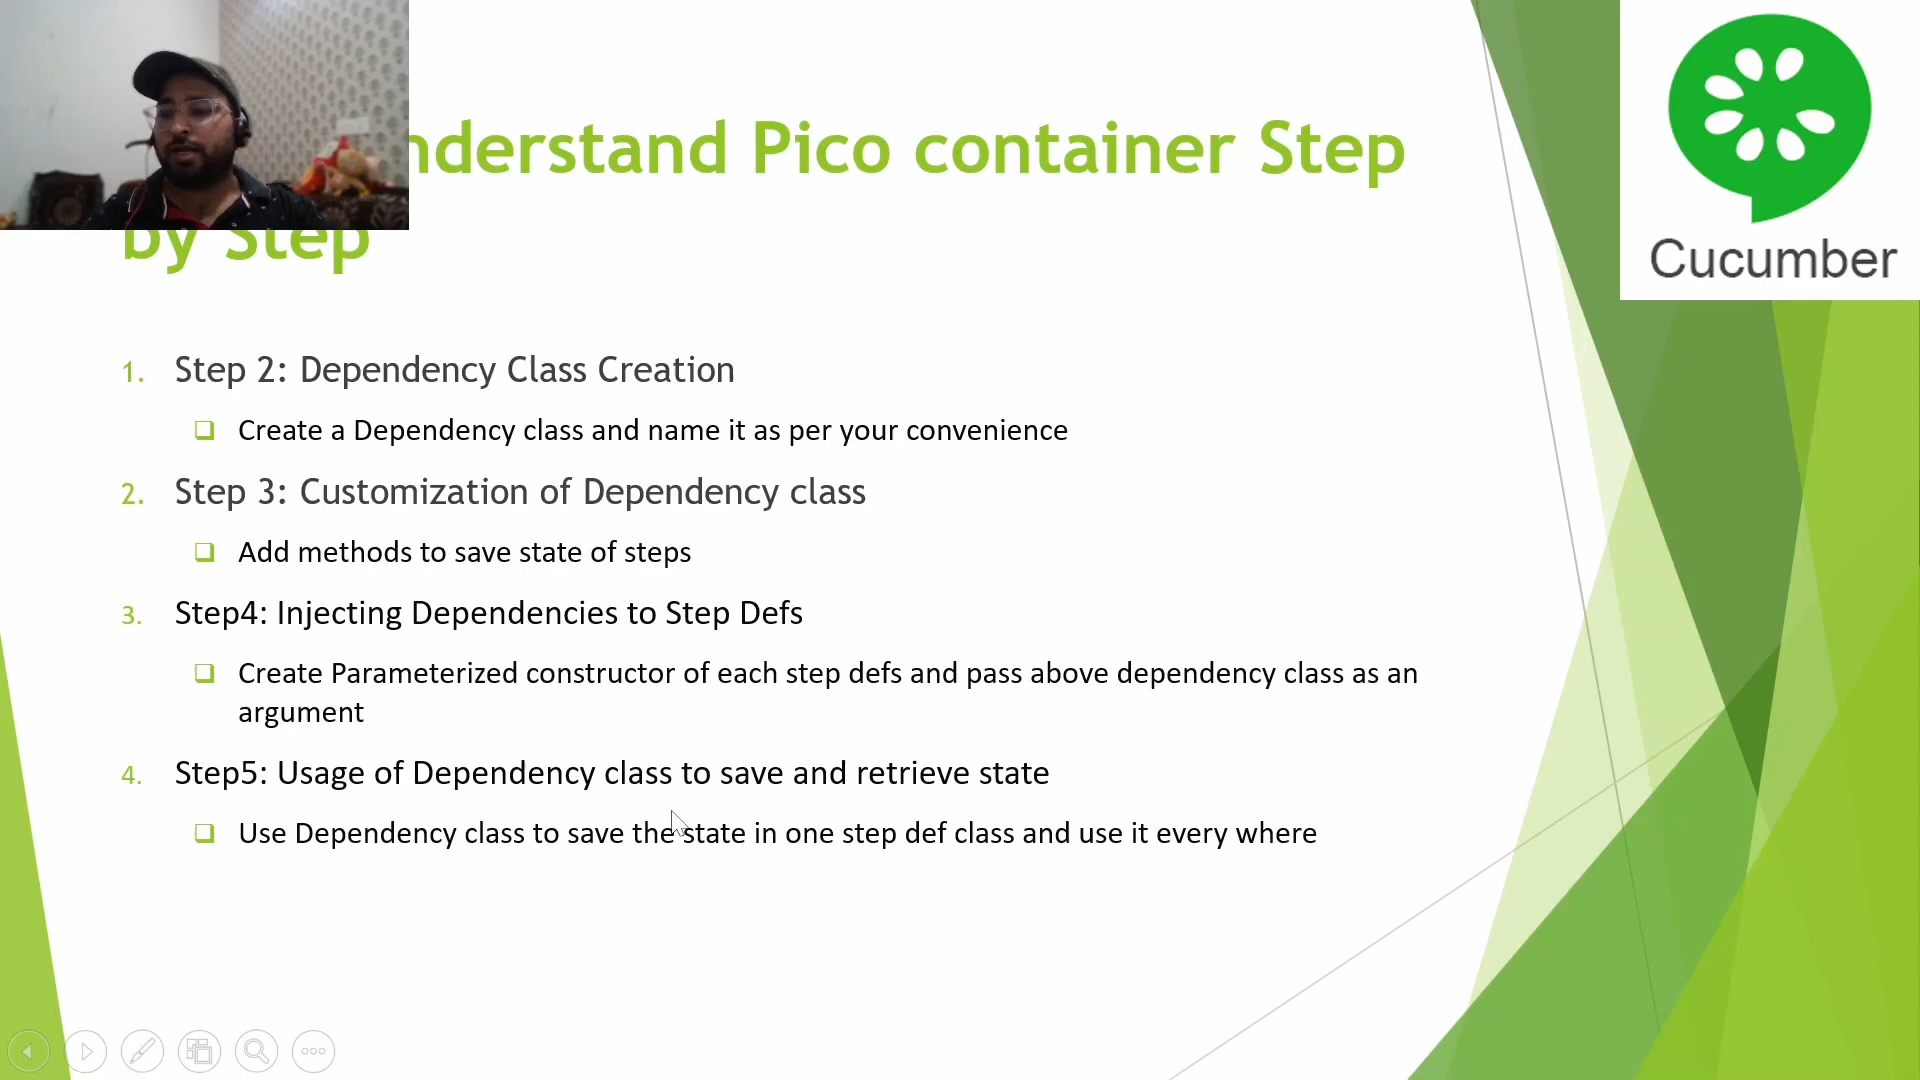 nderstand Pico container Step
by Step
Cucumber
1. Step 2: Dependency Class Creation
Create a Dependency class and name it as per your convenience
2. Step 3: Customization of Dependency class
Add methods to save state of steps
3. Step4: Injecting Dependencies to Step Defs
Create Parameterized constructor of each step defs and pass above dependency class as an
argument
4. Step5: Usage of Dependency class to save and retrieve state
Use Dependency class to save the state in one step def class and use it every where